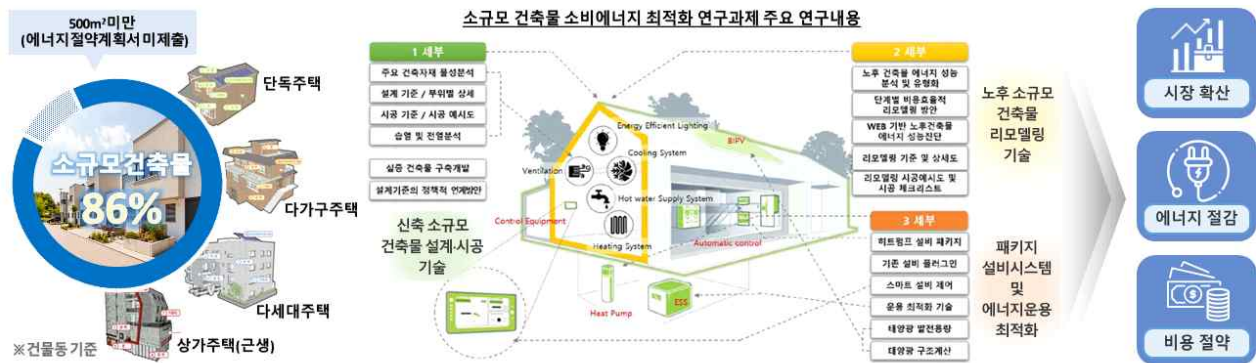 소규모 건축물 소비에너지 최적화 연구과제 주요 연구내용
500m²미만
(에너지절약계획서 미제출)
소규모건축물
86%
단독주택
다가구주택
다세대주택
상가주택(근생)
※건물동 기준
1 세부
주요 건축자재 물성분석
설계 기준 / 부위별 상세
시공 기준 / 시공 예시도
습열 및 전열분석
실증 건축물 구축개발
설계기준의 정책적 연계방안
신축 소규모
건축물 설계·시공
기술
Energy Efficient Lighting
Cooling System
Ventilation
Hot water Supply System
Control Equipment
Heating System
BIPV
Automatic control
Heat Pump
ESS
2 세부
노후 건축물 에너지 성능
분석 및 유형화
단계별 비용효율적
리모델링 방안
WEB 기반 노후건축물
에너지 성능진단
리모델링 기준 및 상세도
리모델링 시공예시도 및
시공 체크리스트
노후 소규모
건축물
리모델링
기술
3 세부
히트펌프 설비 패키지
기존 설비 플러그인
스마트 설비 제어
운용 최적화 기술
태양광 발전용량
태양광 구조계산
패키지
설비시스템
및
에너지운용
최적화
시장 확산
에너지 절감
비용 절약